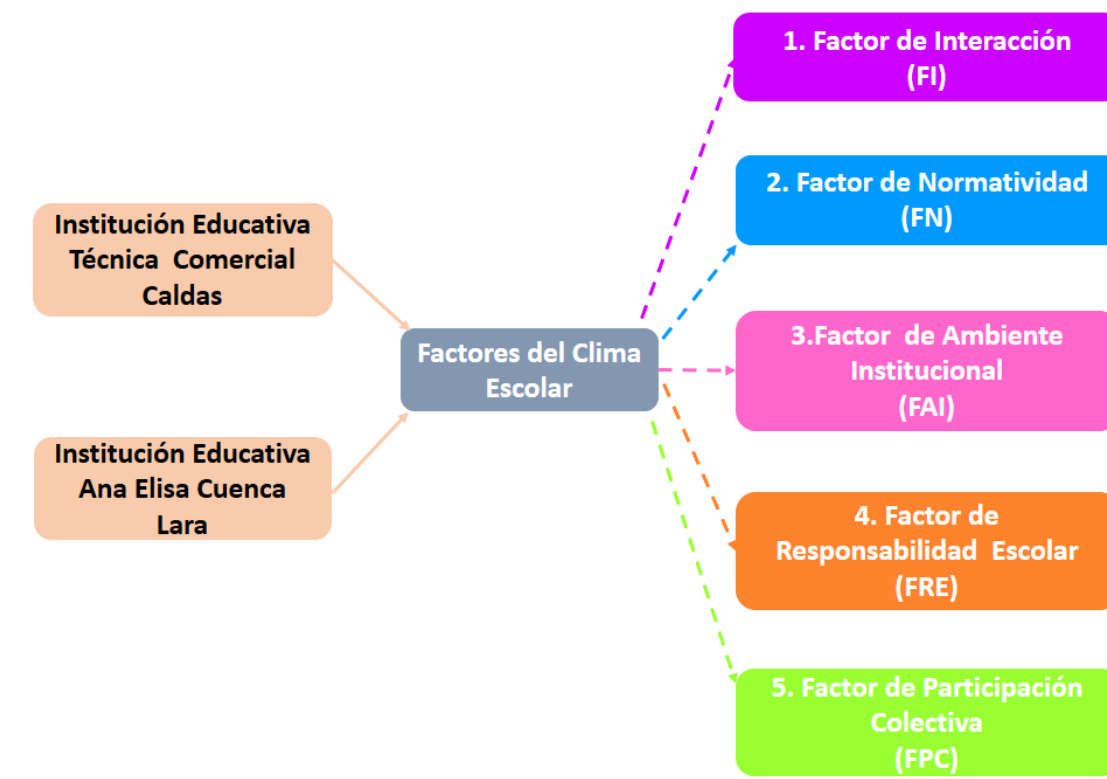 Institución Educativa
Técnica Comercial
Caldas
Institución Educativa
Ana Elisa Cuenca
Lara
Factores del Clima
Escolar
1. Factor de Interacción
(FI)
2. Factor de Normatividad
(FN)
3.Factor de Ambiente
Institucional
(FAI)
4. Factor de
Responsabilidad Escolar
(FRE)
5. Factor de Participación
Colectiva
(FPC)